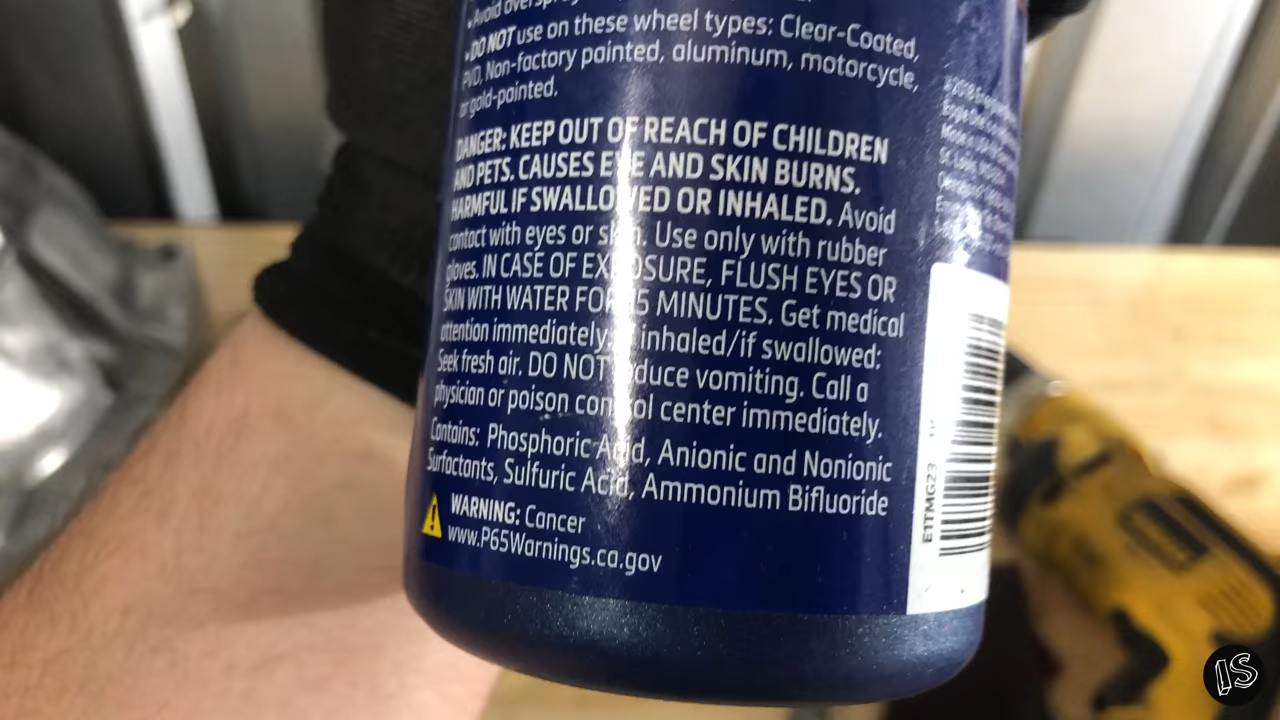 • Avoid overspray
• DO NOT use on these wheel types: Clear-Coated,
PVD, Non-factory painted, aluminum, motorcycle,
or gold-painted.
DANGER: KEEP OUT OF REACH OF CHILDREN
AND PETS. CAUSES EYE AND SKIN BURNS.
HARMFUL IF SWALLOWED OR INHALED. Avoid
contact with eyes or skin. Use only with rubber
gloves. IN CASE OF EXPOSURE, FLUSH EYES OR
SKIN WITH WATER FOR 15 MINUTES. Get medical
attention immediately. If inhaled/if swallowed:
Seek fresh air. DO NOT induce vomiting. Call a
physician or poison control center immediately.
Contains: Phosphoric Acid, Anionic and Nonionic
Surfactants, Sulfuric Acid, Ammonium Bifluoride
WARNING: Cancer
www.P65Warnings.ca.gov
E1TMG23
IS